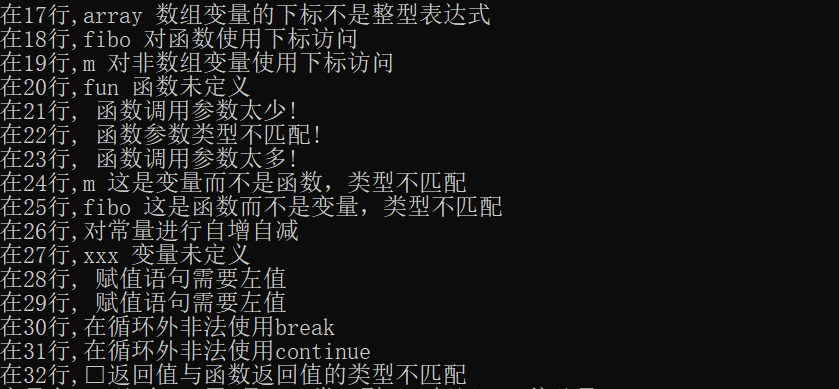 在17行,array 数组变量的下标不是整型表达式
在18行,fibo 对函数使用下标访问
在19行,m 对非数组变量使用下标访问
在20行,fun 函数未定义
在21行, 函数调用参数太少!
在22行, 函数参数类型不匹配!
在23行, 函数调用参数太多!
在24行,m 这是变量而不是函数，类型不匹配
在25行,fibo 这是函数而不是变量，类型不匹配
在26行,对常量进行自增自减
在27行,xxx 变量未定义
在28行, 赋值语句需要左值
在29行, 赋值语句需要左值
在30行,在循环外非法使用break
在31行,在循环外非法使用continue
在32行,□返回值与函数返回值的类型不匹配